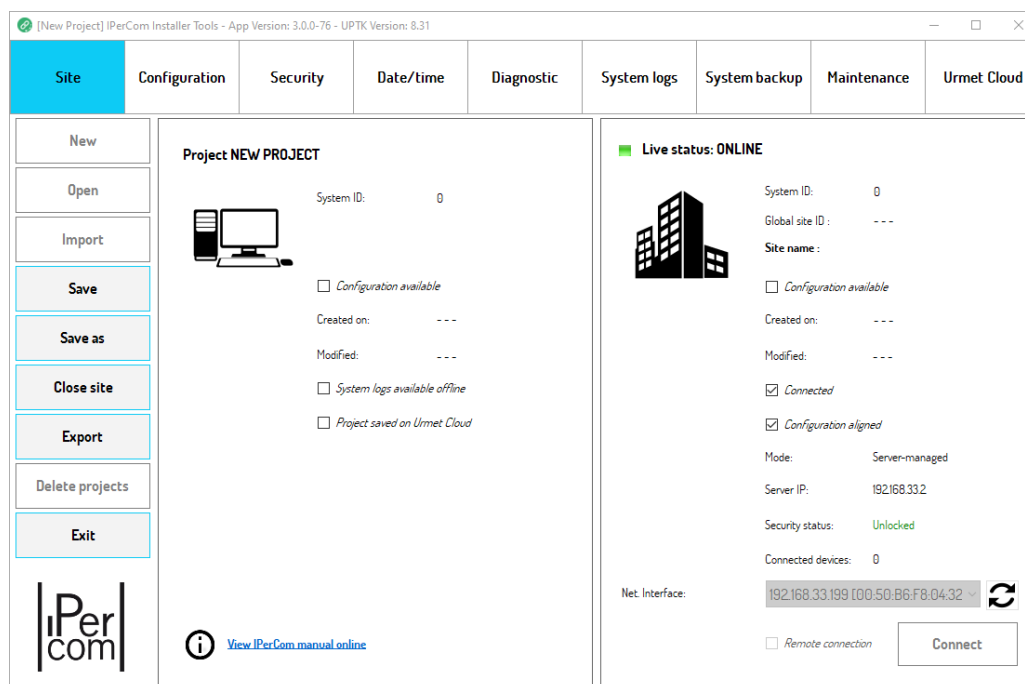 [New Project] IPerCom Installer Tools - App Version: 3.0.0-76 - UPTK Version: 8.31
Site
Configuration
Security
Date/time
Diagnostic
System logs
System backup
Maintenance
Urmet Cloud
New
Open
Import
Save
Save as
Close site
Export
Delete projects
Exit
IPer
com
Project NEW PROJECT
System ID: 0
Configuration available
Created on: ---
Modified: ---
System logs available offline
Project saved on Urmet Cloud
View IPerCom manual online
Live status: ONLINE
System ID: 0
Global site ID : ---
Site name :
Configuration available
Created on: ---
Modified: ---
Connected
Configuration aligned
Mode: Server-managed
Server IP: 192.168.33.2
Security status: Unlocked
Connected devices: 0
Net. Interface: 192.168.33.199 [00:50:B6:F8:04:32
Remote connection
Connect